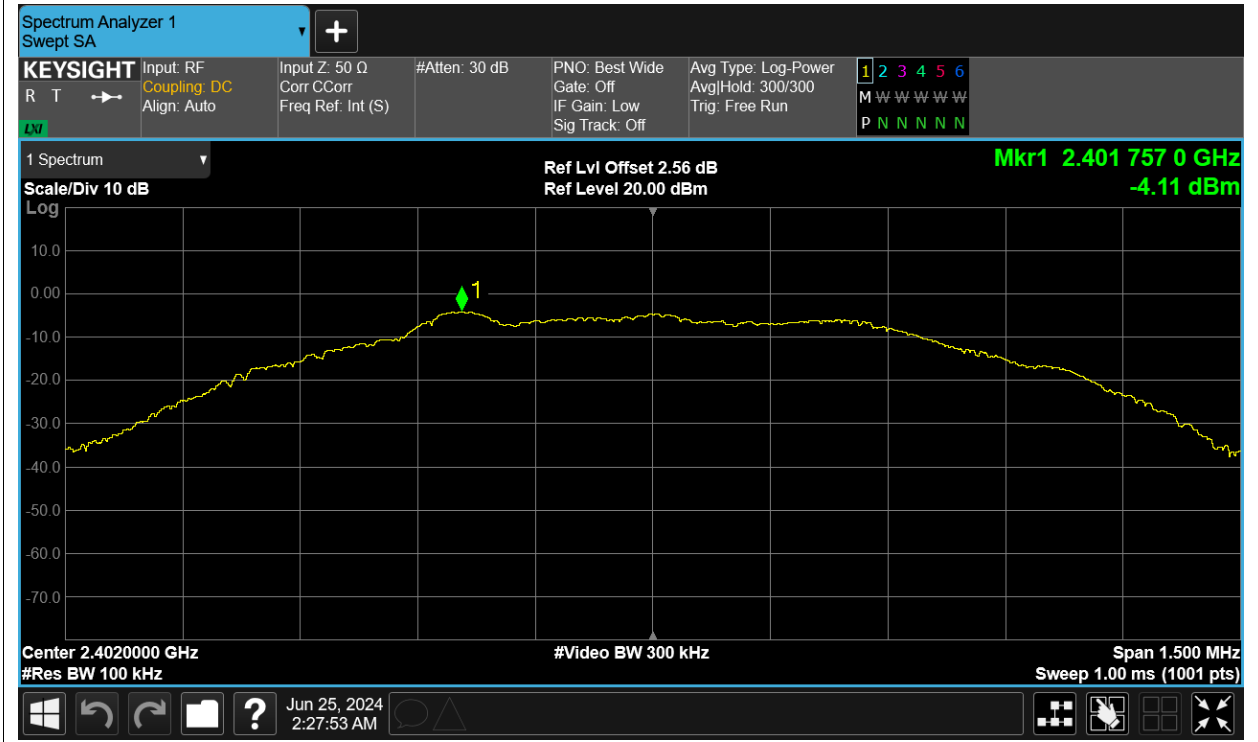 Spectrum Analyzer 1
Swept SA
KEYSIGHT
R T
LXI
Input: RF
Coupling: DC
Align: Auto
Input Z: 50 Ω
Corr CCorr
Freq Ref: Int (S)
#Atten: 30 dB
PNO: Best Wide
Gate: Off
IF Gain: Low
Sig Track: Off
Avg Type: Log-Power
Avg|Hold: 300/300
Trig: Free Run
1 2 3 4 5 6
M W W W W W
P N N N N N
1 Spectrum
Scale/Div 10 dB
Log
Ref Lvl Offset 2.56 dB
Ref Level 20.00 dBm
Mkr1 2.401 757 0 GHz
-4.11 dBm
1
10.0
0.00
-10.0
-20.0
-30.0
-40.0
-50.0
-60.0
-70.0
Center 2.4020000 GHz
#Res BW 100 kHz
#Video BW 300 kHz
Span 1.500 MHz
Sweep 1.00 ms (1001 pts)
?
Jun 25, 2024
2:27:53 AM